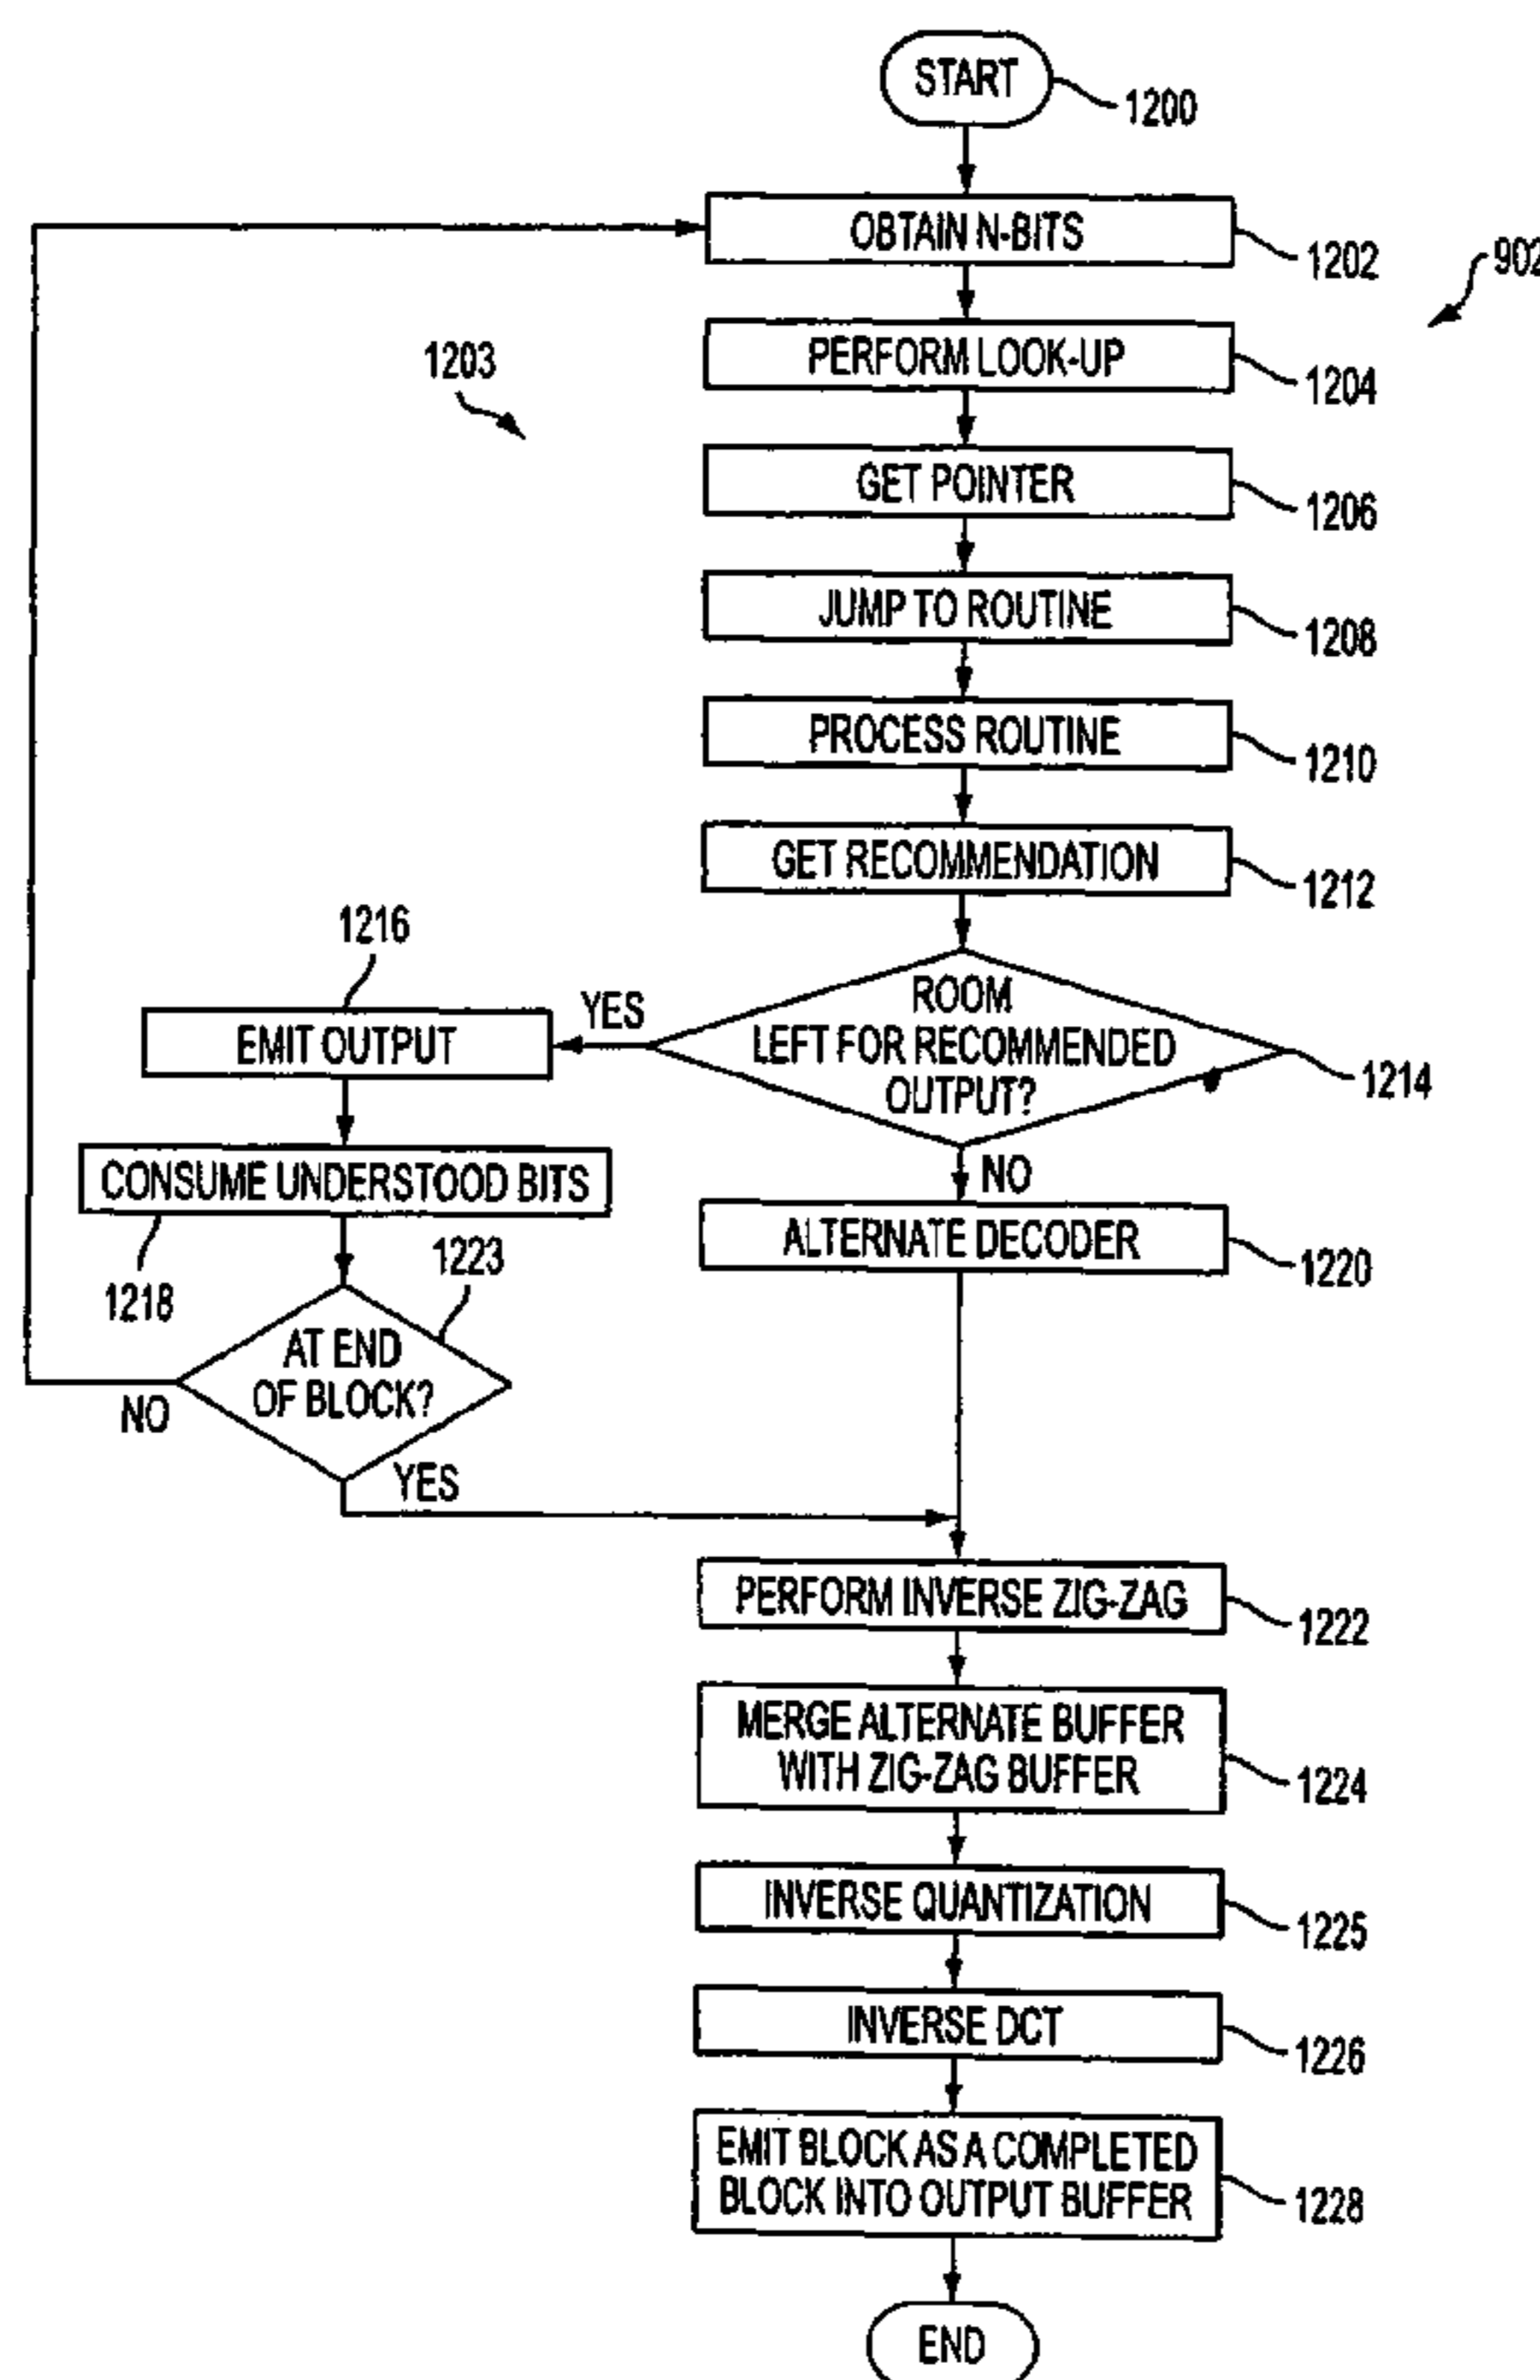 START
1200
OBTAIN N-BITS
1202
902
PERFORM LOOK-UP
1204
1203
GET POINTER
1206
JUMP TO ROUTINE
1208
PROCESS ROUTINE
1210
GET RECOMMENDATION
1212
1216
ROOM
LEFT FOR RECOMMENDED
OUTPUT?
1214
YES
EMIT OUTPUT
NO
CONSUME UNDERSTOOD BITS
1218
ALTERNATE DECODER
1220
1223
AT END
OF BLOCK?
NO
YES
PERFORM INVERSE ZIG-ZAG
1222
MERGE ALTERNATE BUFFER
WITH ZIG-ZAG BUFFER
1224
INVERSE QUANTIZATION
1225
INVERSE DCT
1226
EMIT BLOCK AS A COMPLETED
BLOCK INTO OUTPUT BUFFER
1228
END